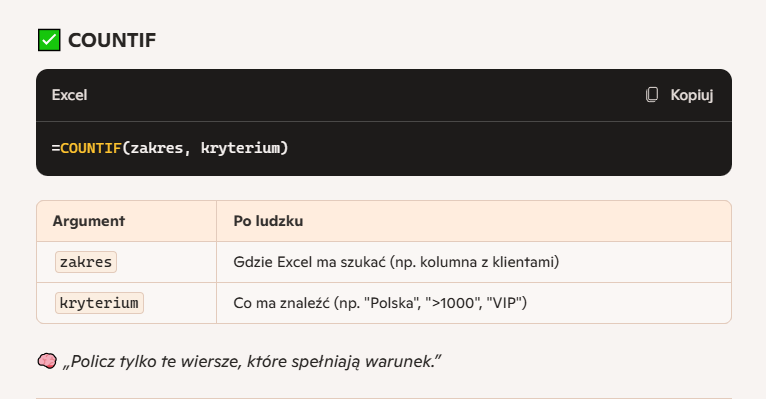 ✅ COUNTIF
Excel
Kopiuj
=COUNTIF(zakres, kryterium)
Argument Po ludzku
zakres Gdzie Excel ma szukać (np. kolumna z klientami)
kryterium Co ma znaleźć (np. "Polska", ">1000", "VIP")
🧠 „Policz tylko te wiersze, które spełniają warunek.”